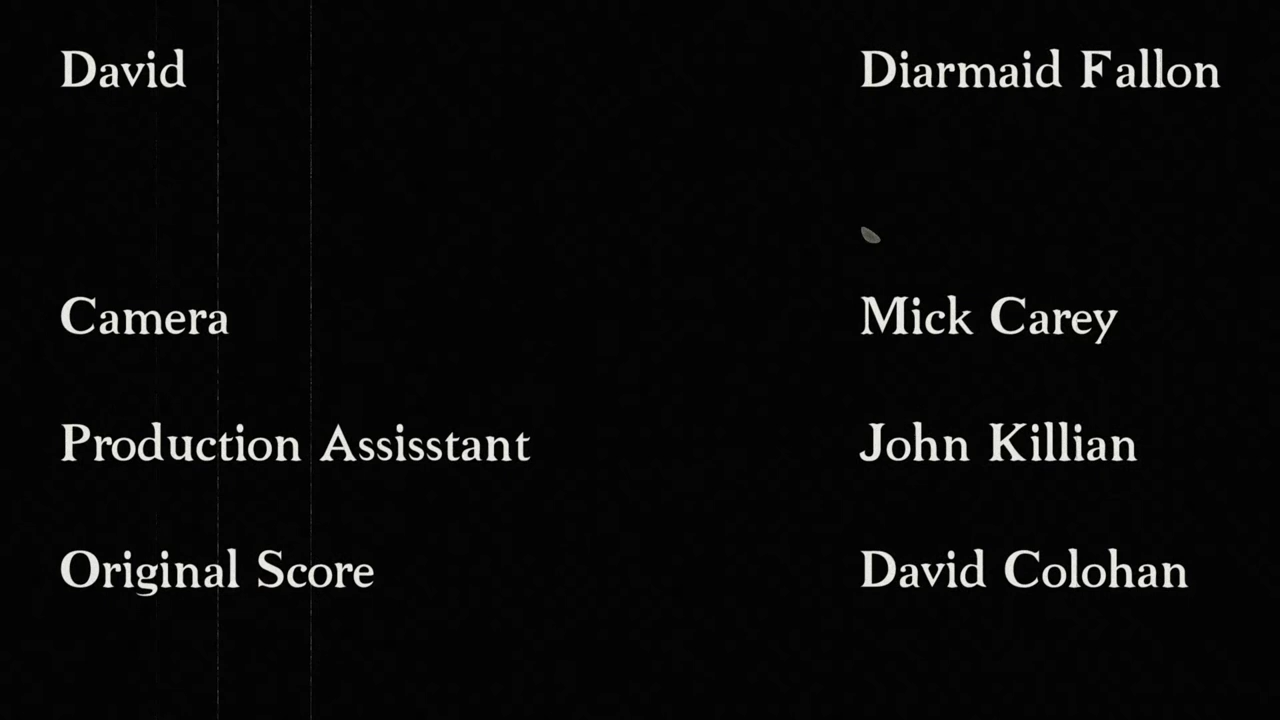 David Diarmaid Fallon
Camera Mick Carey
Production Assisstant John Killian
Original Score David Colohan